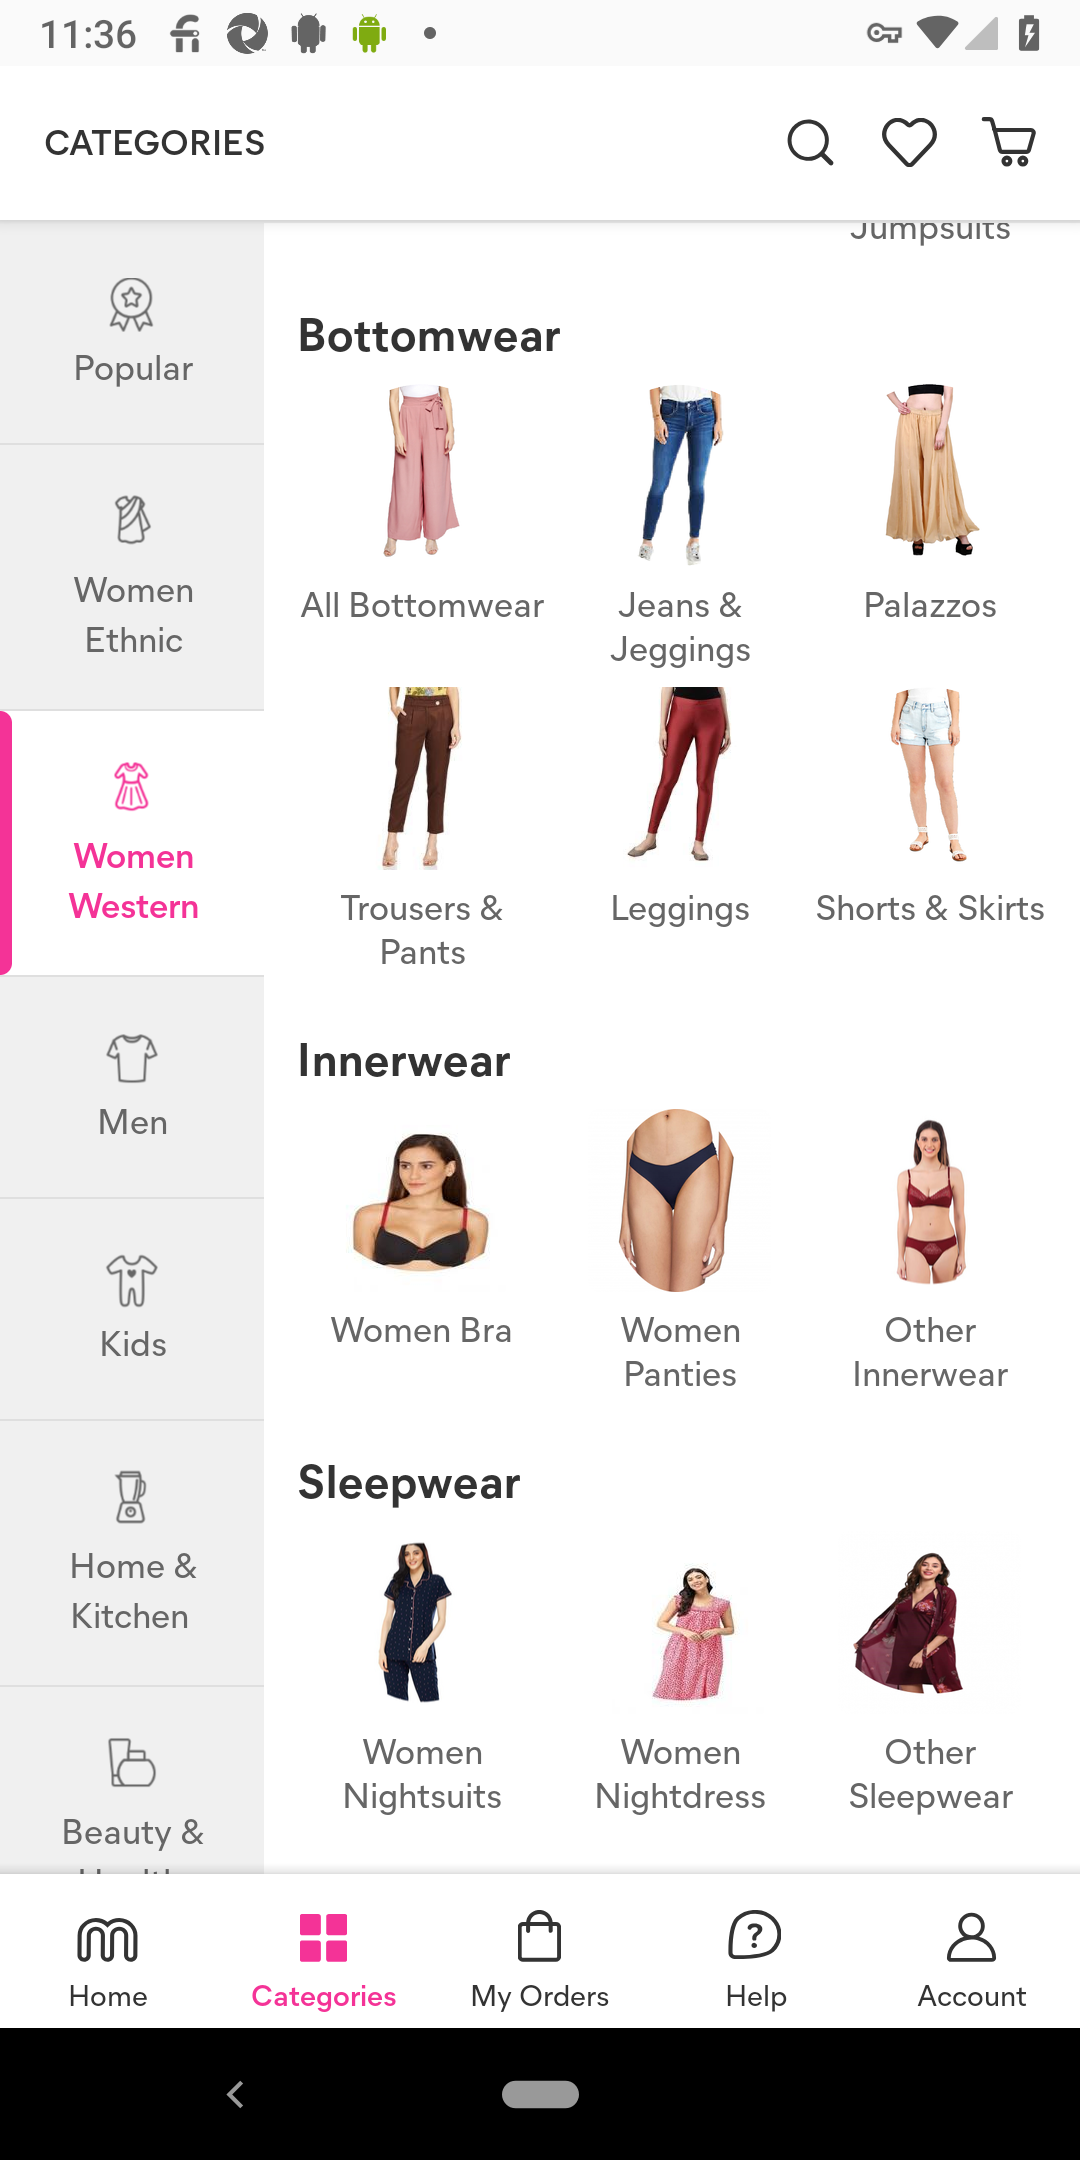 11:36
CATEGORIES
Jumpsuits
Popular
Women
Ethnic
Women
Western
Men
Kids
Home &
Kitchen
Beauty &
Bottomwear
All Bottomwear
Jeans &
Jeggings
Palazzos
Trousers &
Pants
Leggings
Shorts & Skirts
Innerwear
Women Bra
Women
Panties
Other
Innerwear
Sleepwear
Women
Nightsuits
Women
Nightdress
Other
Sleepwear
Home
Categories
My Orders
Help
Account